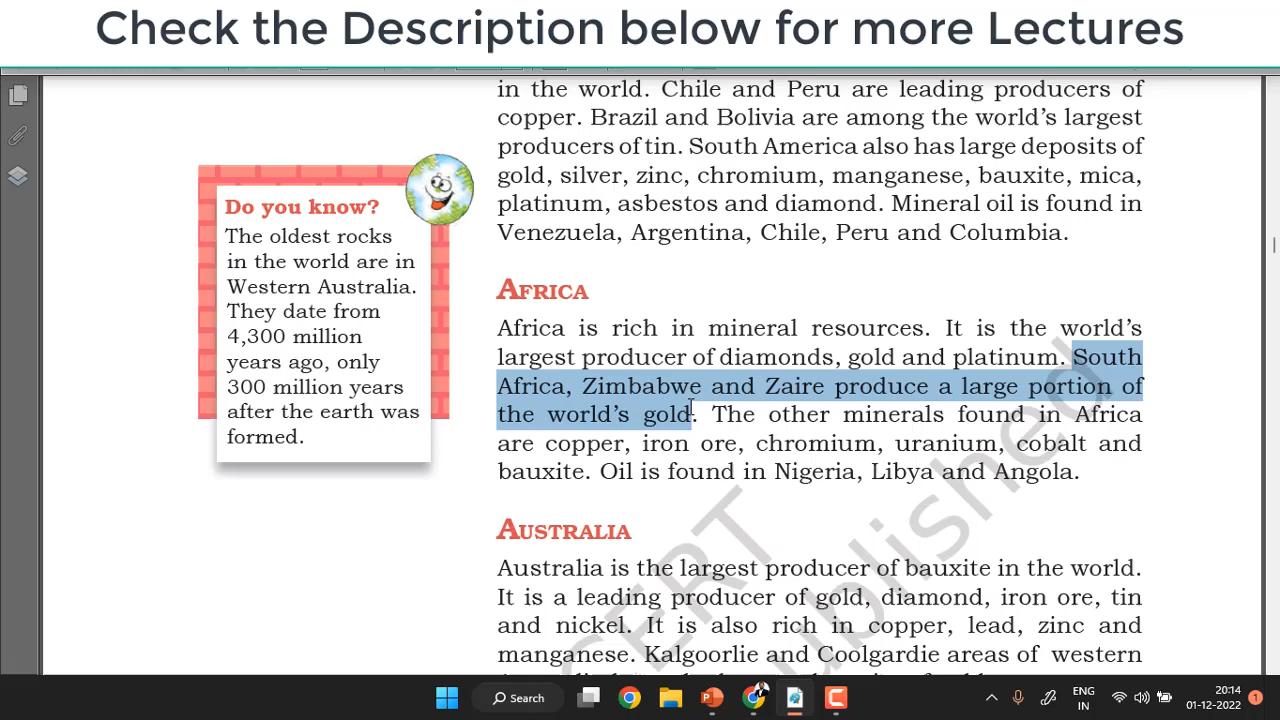 Check the Description below for more Lectures
in the world. Chile and Peru are leading producers of
copper. Brazil and Bolivia are among the world's largest
producers of tin. South America also has large deposits of
gold, silver, zinc, chromium, manganese, bauxite, mica,
platinum, asbestos and diamond. Mineral oil is found in
Venezuela, Argentina, Chile, Peru and Columbia.
Do you know?
The oldest rocks
in the world are in
Western Australia.
They date from
4,300 million
years ago, only
300 million years
after the earth was
formed.
AFRICA
Africa is rich in mineral resources. It is the world's
largest producer of diamonds, gold and platinum. South
Africa, Zimbabwe and Zaire produce a large portion of
the world's gold. The other minerals found in Africa
are copper, iron ore, chromium, uranium, cobalt and
bauxite. Oil is found in Nigeria, Libya and Angola.
AUSTRALIA
Australia is the largest producer of bauxite in the world.
It is a leading producer of gold, diamond, iron ore, tin
and nickel. It is also rich in copper, lead, zinc and
manganese. Kalgoorlie and Coolgardie areas of western
Search
ENG
IN
20:14
01-12-2022
1